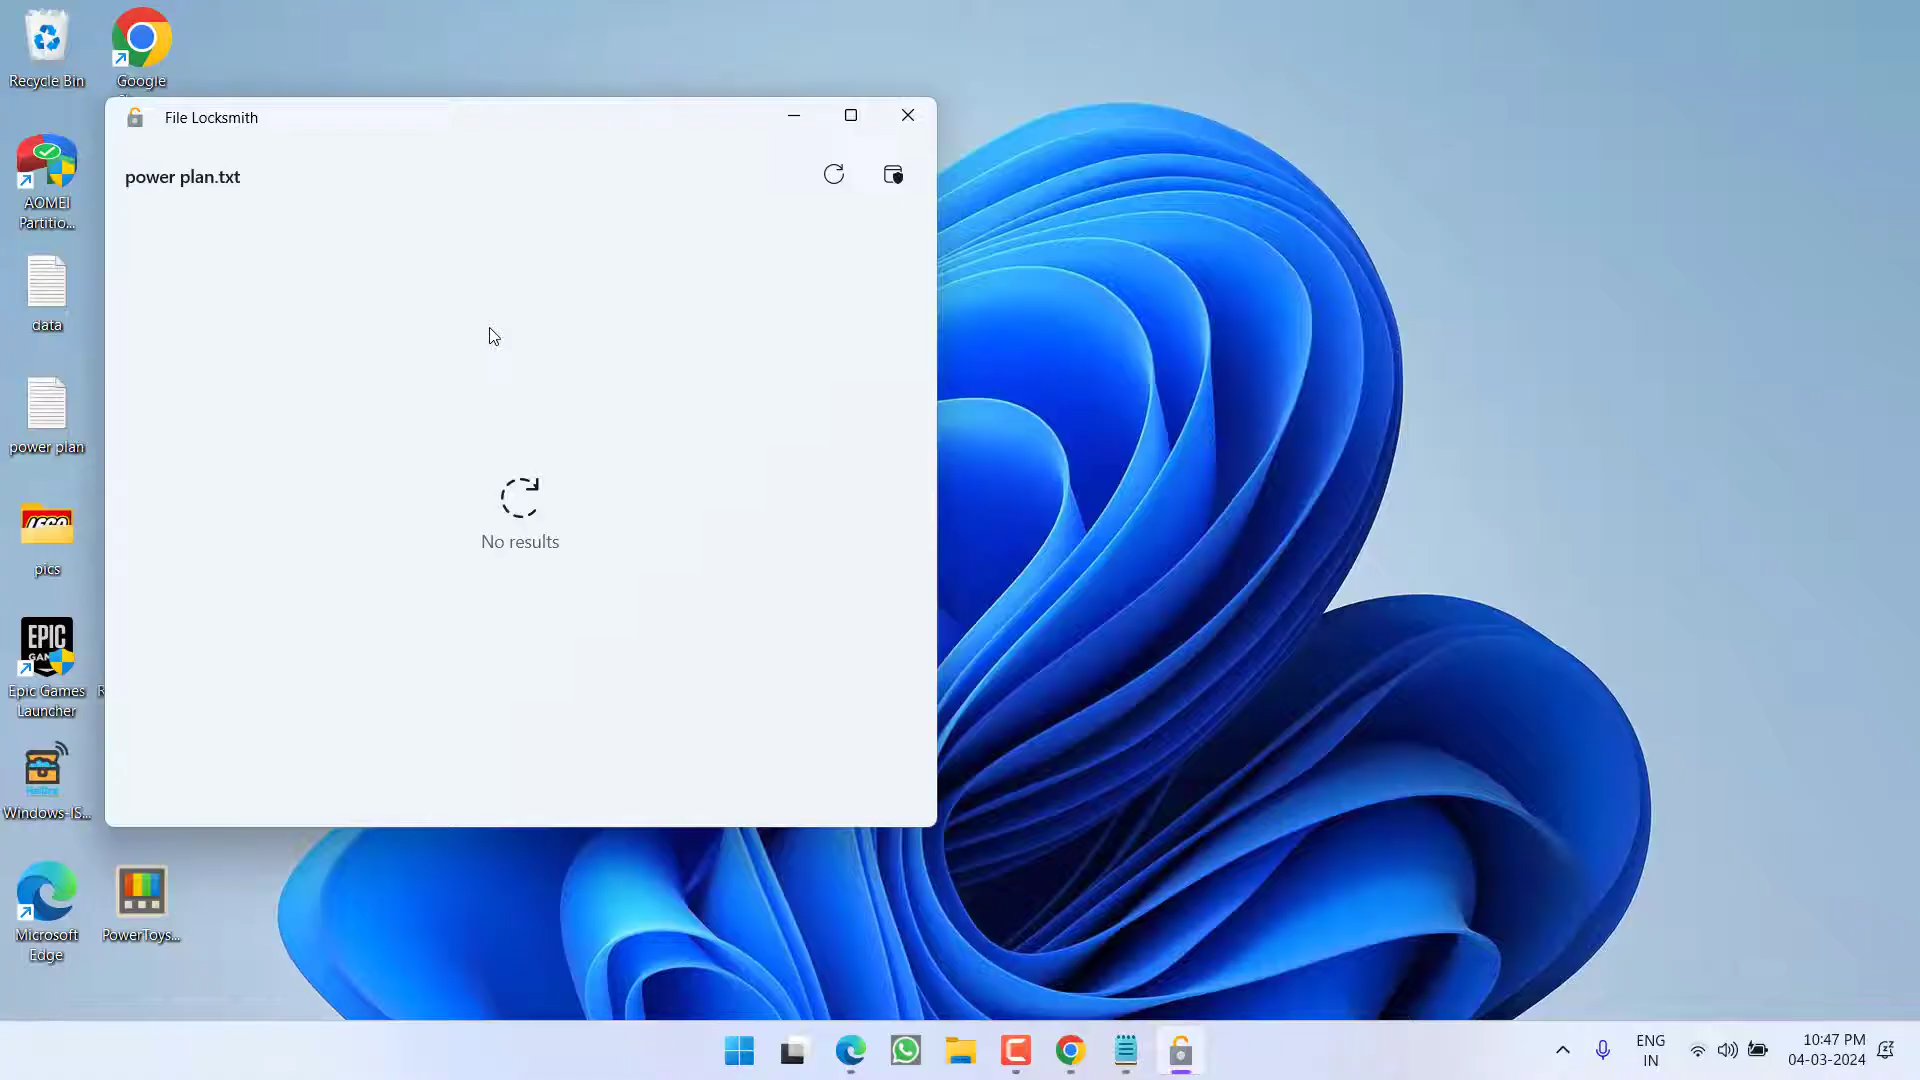 Recycle Bin
Google
File Locksmith
power plan.txt
AOMEI
Partitio...
data
power plan
LEGO
pics
No results
EPIC
Epic Games
Launcher
R
Windows-IS...
Microsoft
Edge
PowerToys...
ENG
IN
10:47 PM
04-03-2024